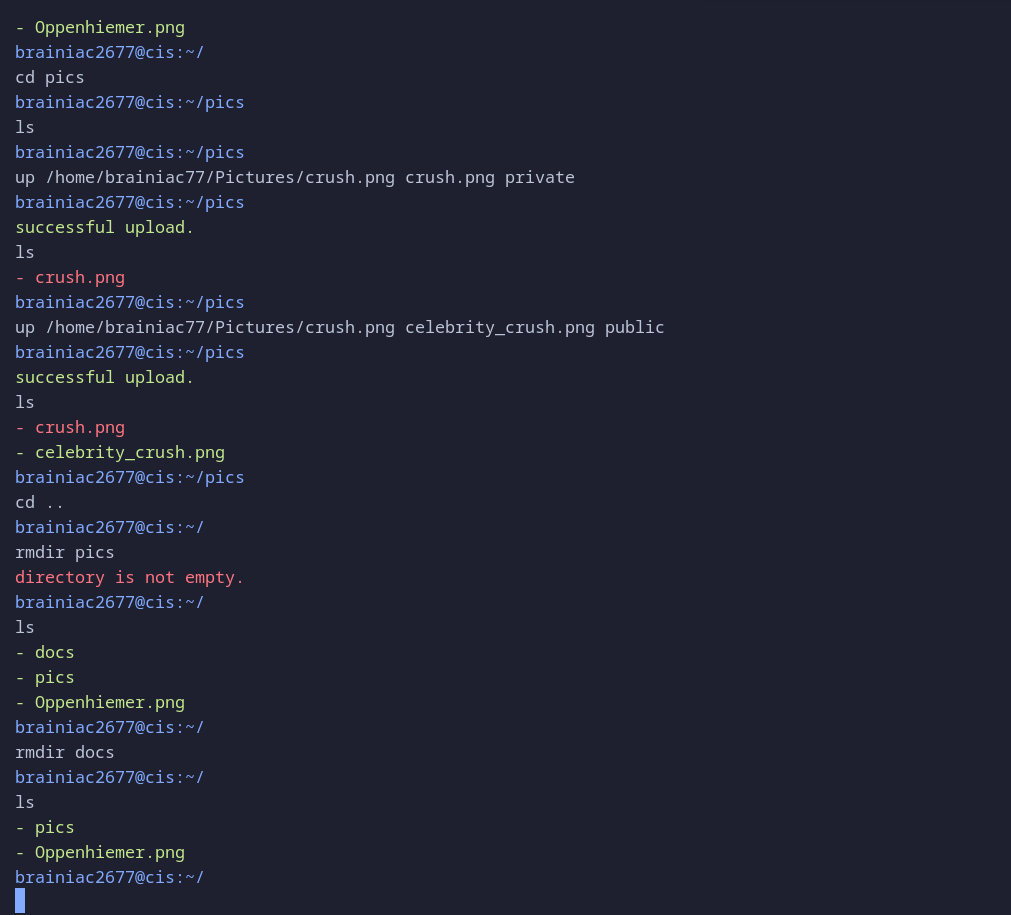 - Oppenhiemer.png
brainiac2677@cis:~/
cd pics
brainiac2677@cis:~/pics
ls
brainiac2677@cis:~/pics
up /home/brainiac77/Pictures/crush.png crush.png private
brainiac2677@cis:~/pics
successful upload.
ls
- crush.png
brainiac2677@cis:~/pics
up /home/brainiac77/Pictures/crush.png celebrity_crush.png public
brainiac2677@cis:~/pics
successful upload.
ls
- crush.png
- celebrity_crush.png
brainiac2677@cis:~/pics
cd ..
brainiac2677@cis:~/
rmdir pics
directory is not empty.
brainiac2677@cis:~/
ls
- docs
- pics
- Oppenhiemer.png
brainiac2677@cis:~/
rmdir docs
brainiac2677@cis:~/
ls
- pics
- Oppenhiemer.png
brainiac2677@cis:~/